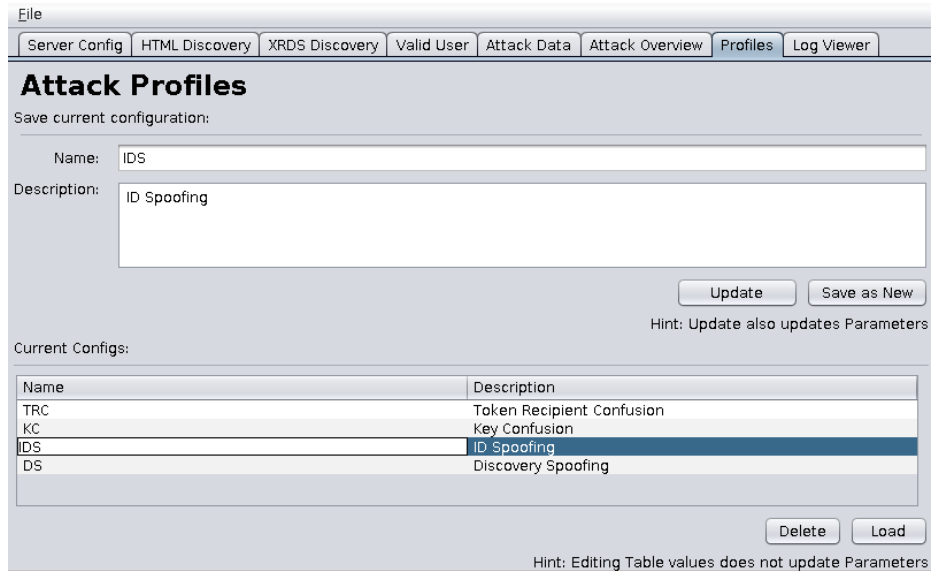 File
Server Config HTML Discovery XRDS Discovery Valid User Attack Data Attack Overview Profiles Log Viewer
Attack Profiles
Save current configuration:
Name: IDS
Description: ID Spoofing
Update Save as New
Hint: Update also updates Parameters
Current Configs:
Name Description
TRC Token Recipient Confusion
KC Key Confusion
IDS ID Spoofing
DS Discovery Spoofing
Delete Load
Hint: Editing Table values does not update Parameters